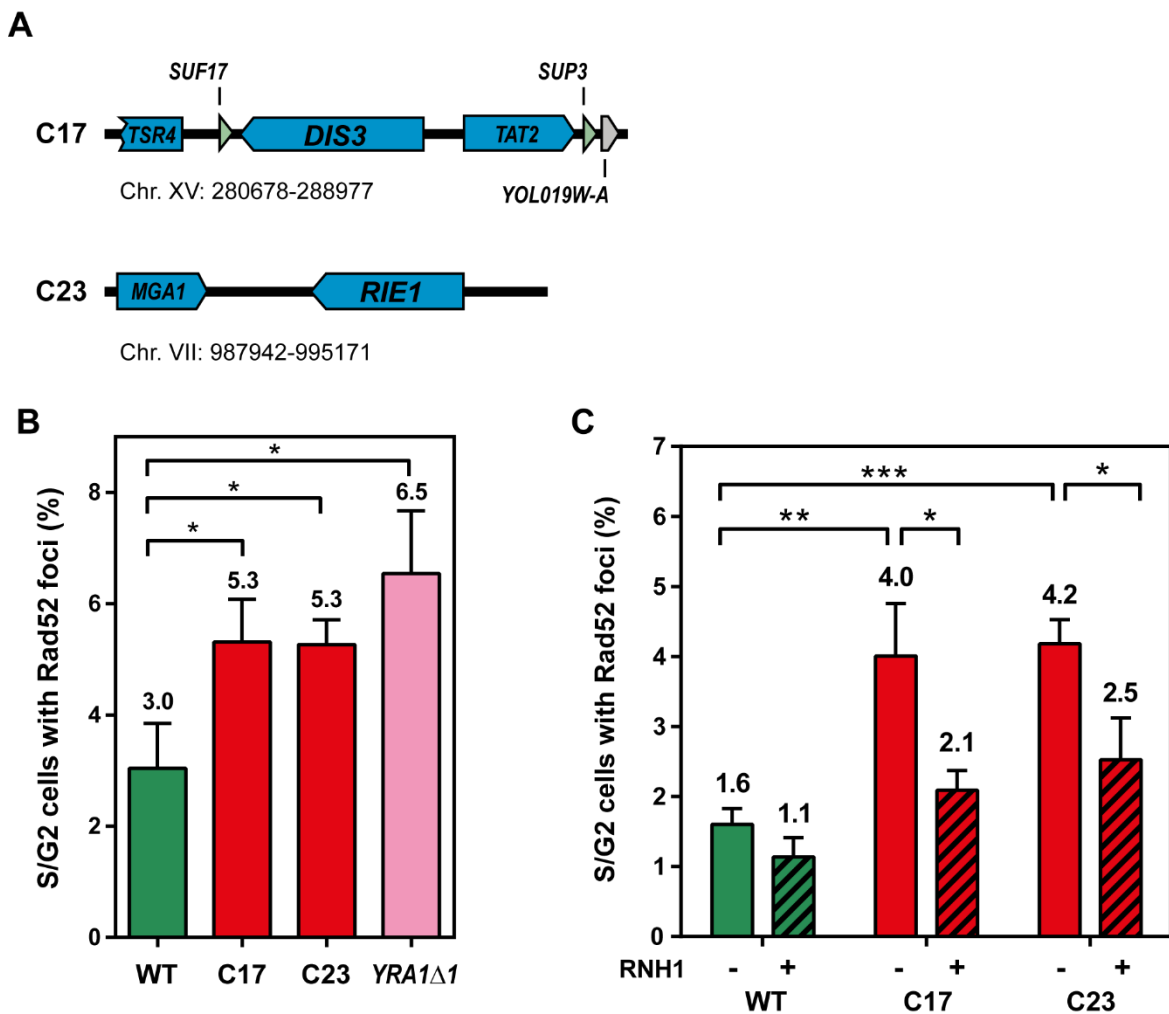 A
SUF17
SUP3
C17
TSR4
DIS3
TAT2
Chr. XV: 280678-288977
YOL019W-A
C23
MGA1
RIE1
Chr. VII: 987942-995171
B
S/G2 cells with Rad52 foci (%)
8
6
4
2
0
*
*
*
3.0
5.3
5.3
6.5
WT C17 C23 YRA1Δ1
C
S/G2 cells with Rad52 foci (%)
7
6
5
4
3
2
1
0
*** *
** *
1.6
1.1
4.0
2.1
4.2
2.5
RNH1 - + - + - +
WT C17 C23